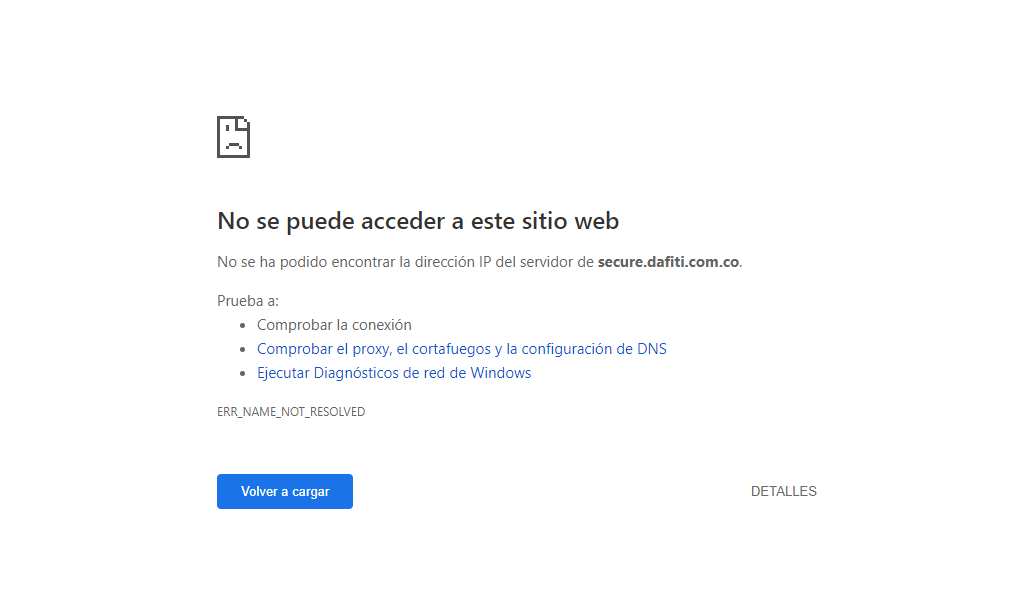 No se puede acceder a este sitio web
No se ha podido encontrar la dirección IP del servidor de secure.dafiti.com.co.
Prueba a:
Comprobar la conexión
Comprobar el proxy, el cortafuegos y la configuración de DNS
Ejecutar Diagnósticos de red de Windows
ERR_NAME_NOT_RESOLVED
Volver a cargar
DETALLES